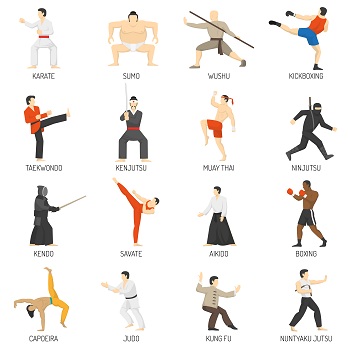 KARATE
SUMO
WUSHU
KICKBOXING
TAEKWONDO
KENJUTSU
MUAY THAI
NINJUTSU
KENDO
SAVATE
AIKIDO
BOXING
CAPOEIRA
JUDO
KUNG FU
NUNTYAKU JUTSU